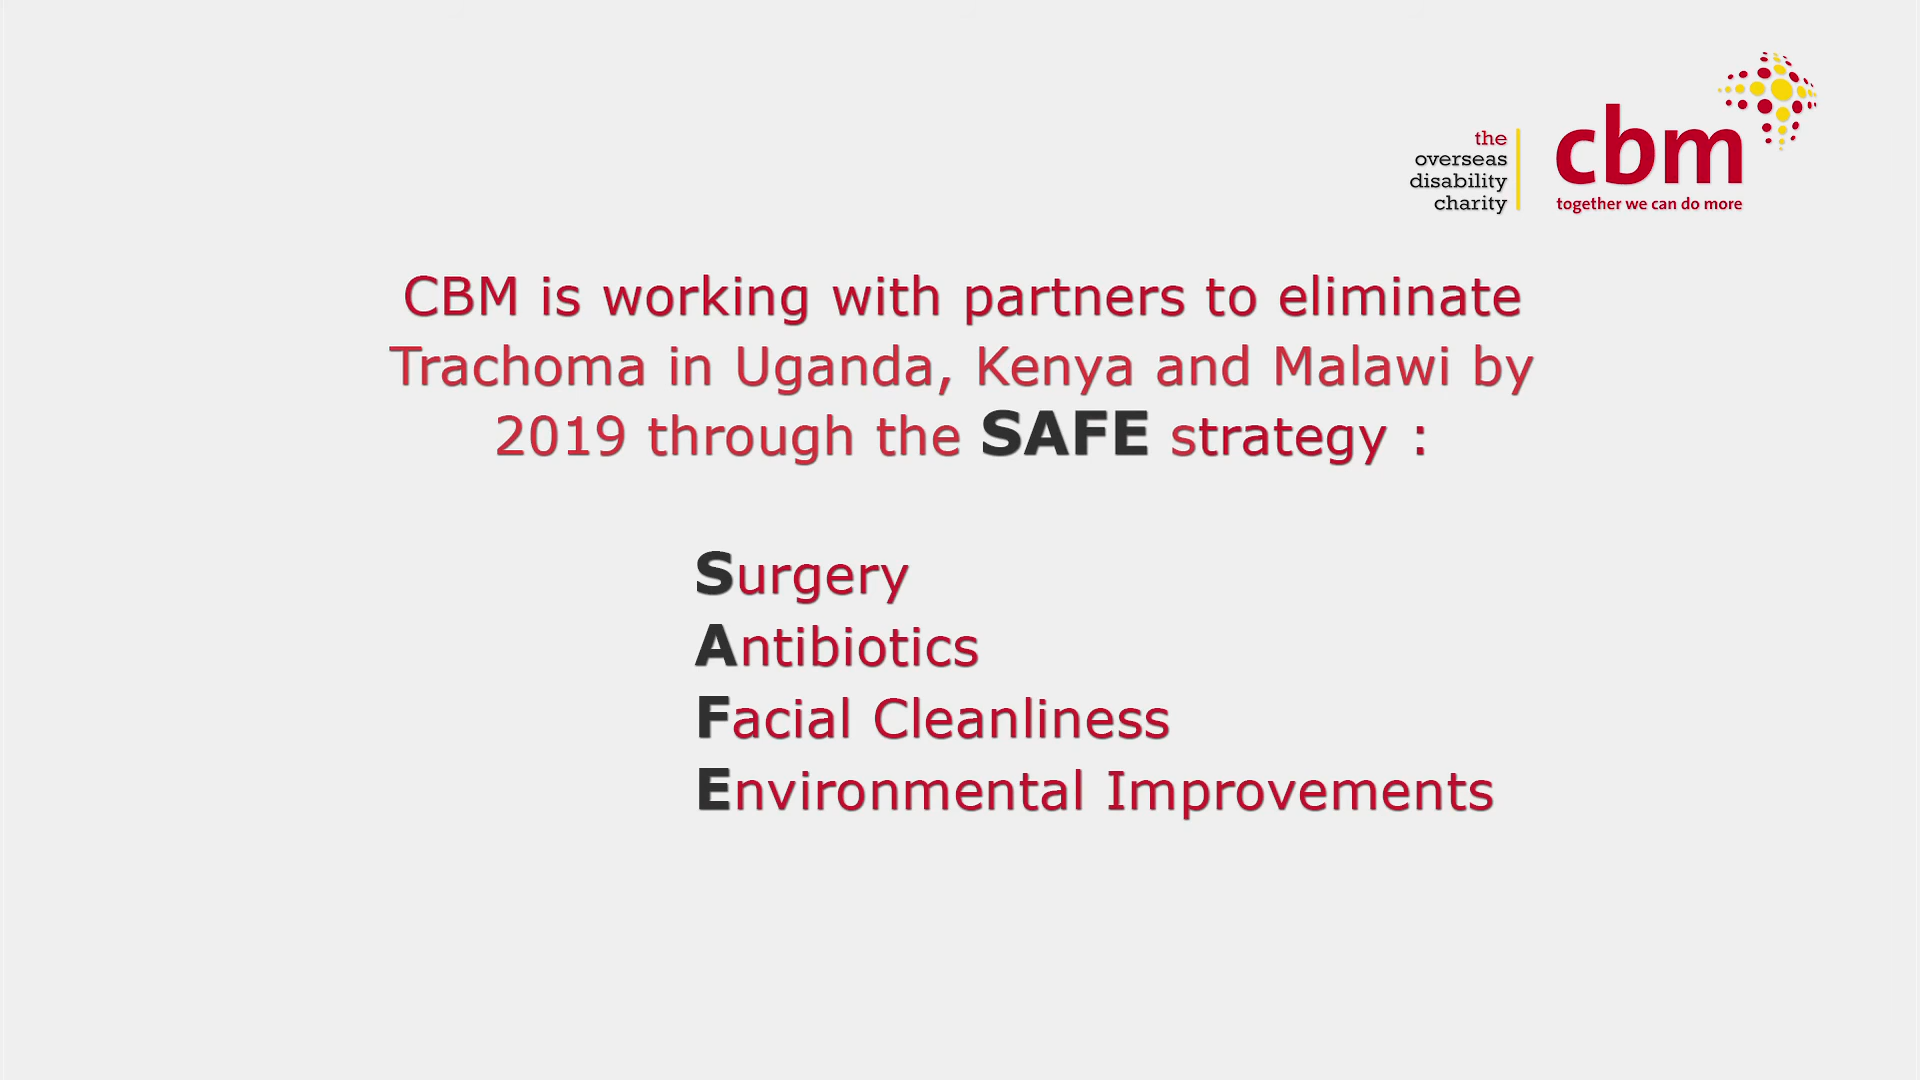 the
overseas
disability
charity
cbm
together we can do more
CBM is working with partners to eliminate
Trachoma in Uganda, Kenya and Malawi by
2019 through the SAFE strategy :
Surgery
Antibiotics
Facial Cleanliness
Environmental Improvements